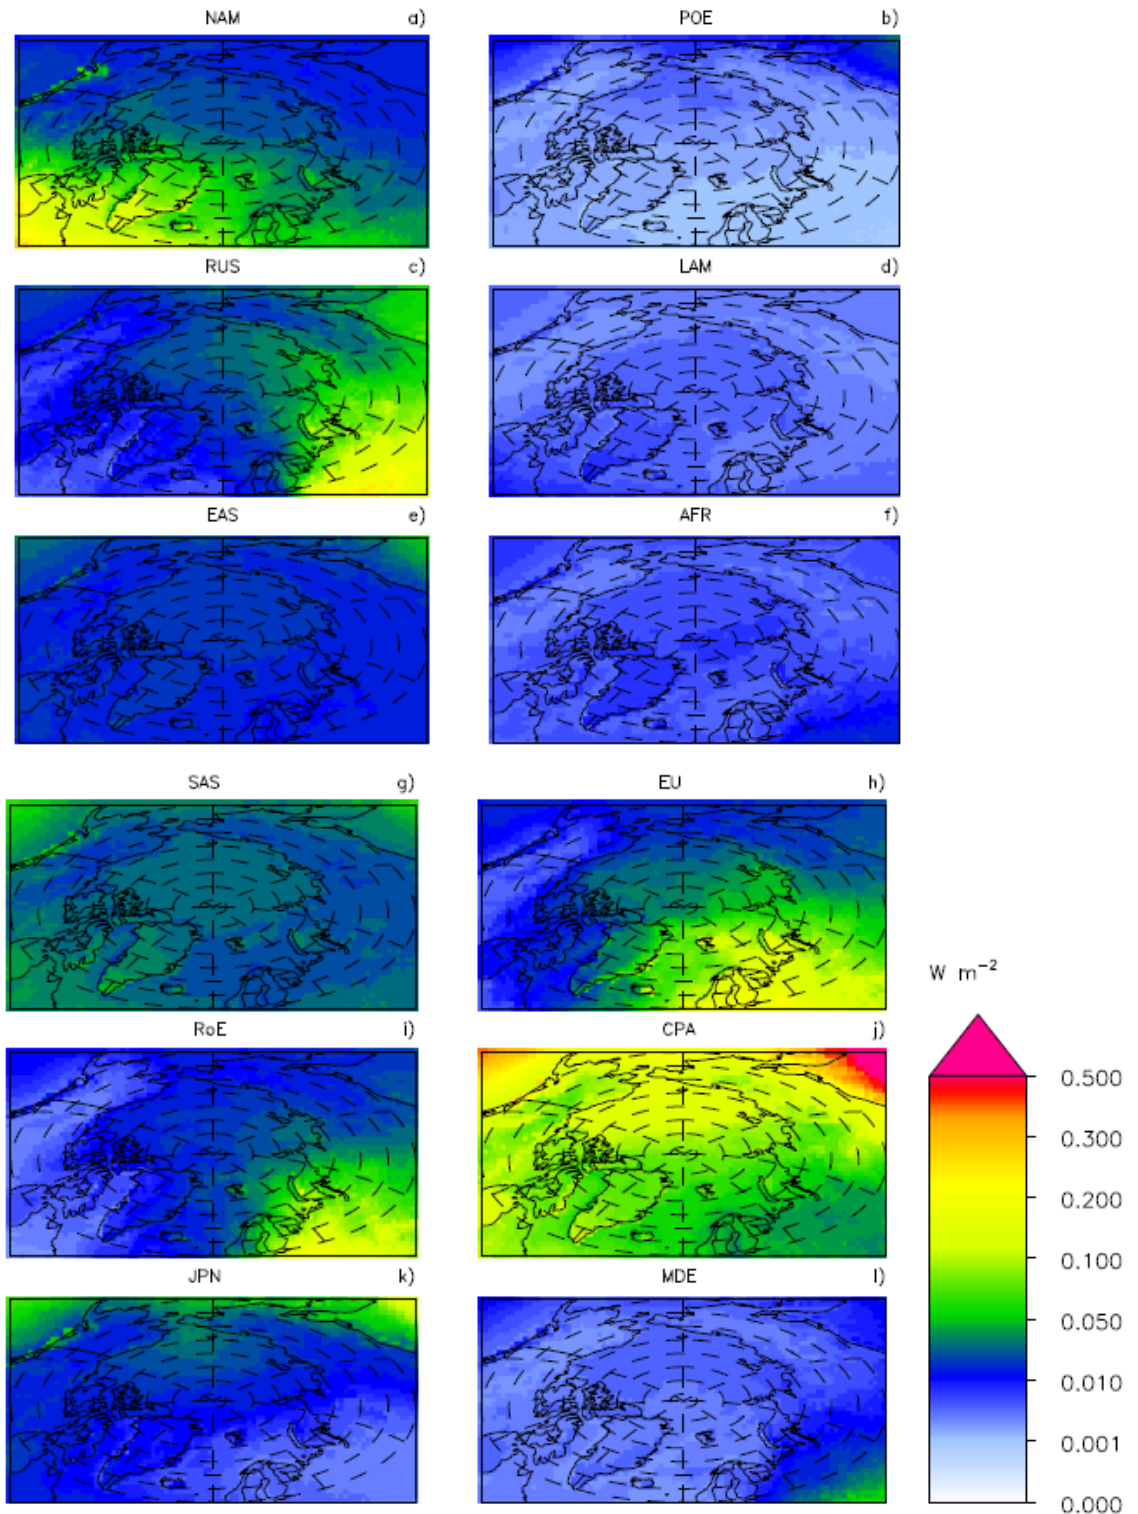 NAM a)
POE b)
RUS c)
LAM d)
EAS e)
AFR f)
SAS g)
EU h)
RoE i)
CPA j)
JPN k)
MDE l)
W m⁻²
0.500
0.300
0.200
0.100
0.050
0.010
0.001
0.000